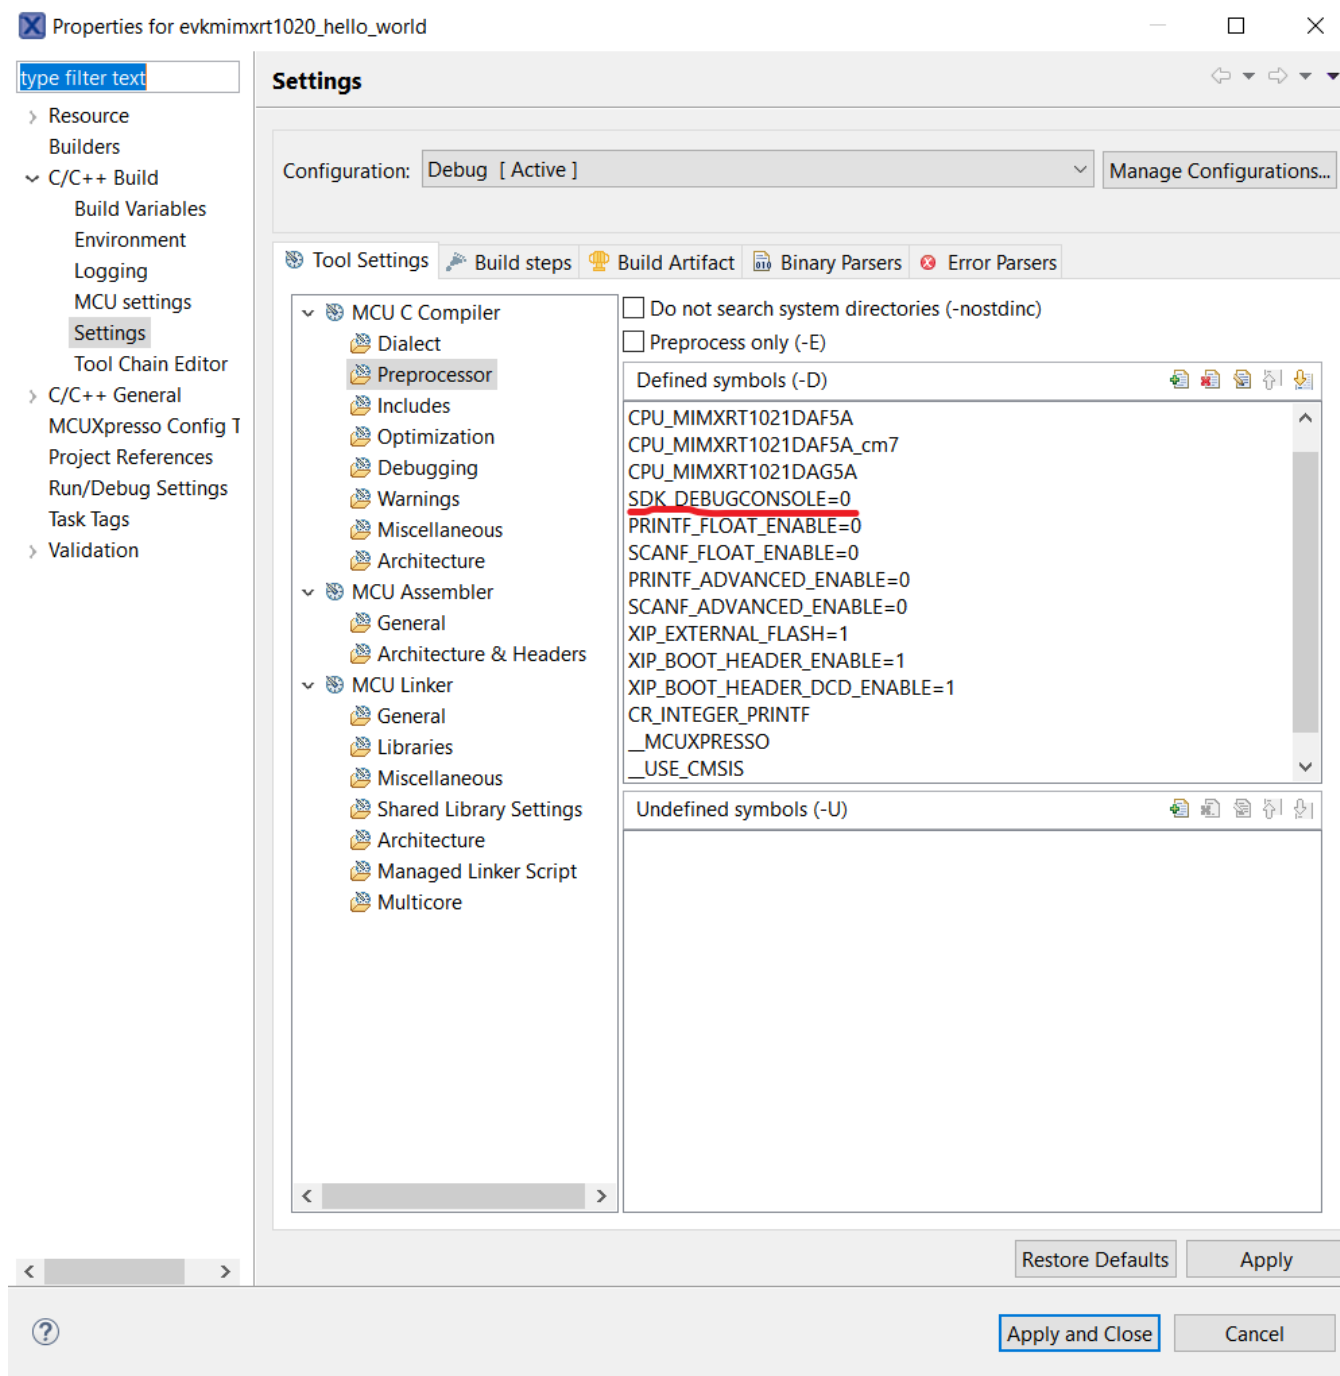 Properties for evkmimxrt1020_hello_world
type filter text
Resource
Builders
C/C++ Build
Build Variables
Environment
Logging
MCU settings
Settings
Tool Chain Editor
C/C++ General
MCUXpresso Config T
Project References
Run/Debug Settings
Task Tags
Validation
Settings
Configuration: Debug [ Active ] Manage Configurations...
Tool Settings Build steps Build Artifact Binary Parsers Error Parsers
MCU C Compiler
Dialect
Preprocessor
Includes
Optimization
Debugging
Warnings
Miscellaneous
Architecture
MCU Assembler
General
Architecture & Headers
MCU Linker
General
Libraries
Miscellaneous
Shared Library Settings
Architecture
Managed Linker Script
Multicore
Do not search system directories (-nostdinc)
Preprocess only (-E)
Defined symbols (-D)
CPU_MIMXRT1021DAF5A
CPU_MIMXRT1021DAF5A_cm7
CPU_MIMXRT1021DAG5A
SDK_DEBUGCONSOLE=0
PRINTF_FLOAT_ENABLE=0
SCANF_FLOAT_ENABLE=0
PRINTF_ADVANCED_ENABLE=0
SCANF_ADVANCED_ENABLE=0
XIP_EXTERNAL_FLASH=1
XIP_BOOT_HEADER_ENABLE=1
XIP_BOOT_HEADER_DCD_ENABLE=1
CR_INTEGER_PRINTF
__MCUXPRESSO
__USE_CMSIS
Undefined symbols (-U)
Restore Defaults Apply
Apply and Close Cancel